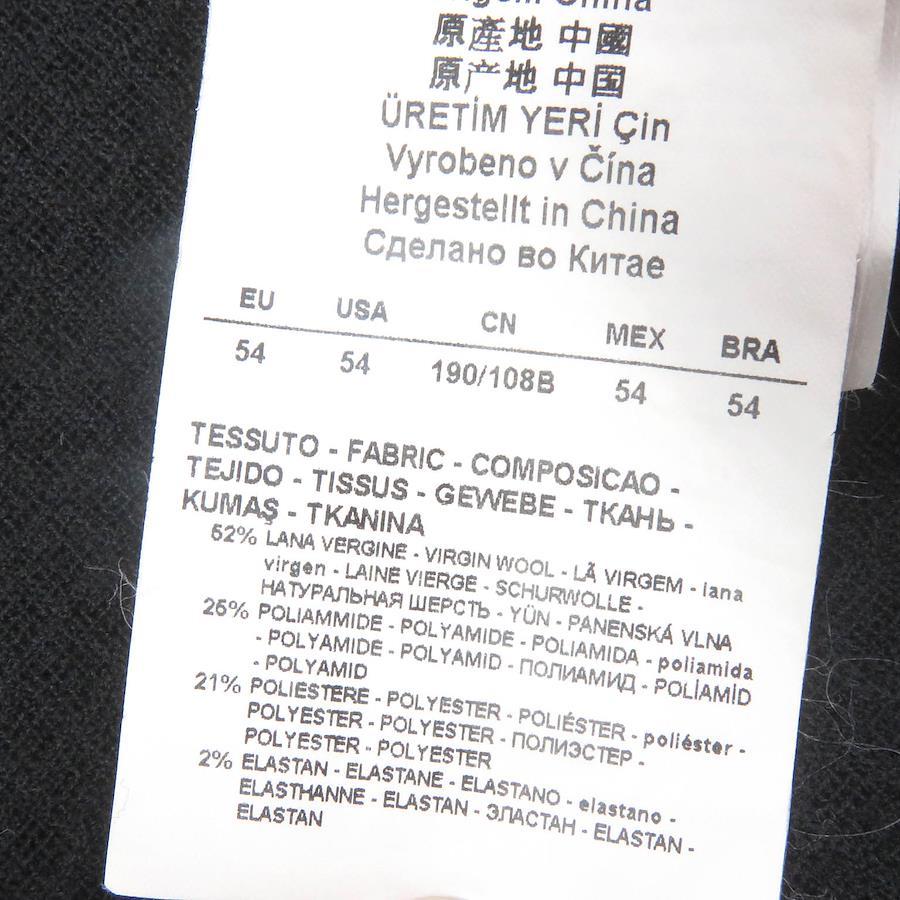 China
原產地 中國
原产地 中国
ÜRETİM YERİ Çin
Vyrobeno v Čína
Hergestellt in China
Сделано во Китае
EU USA CN MEX BRA
54 54 190/108B 54 54
TESSUTO - FABRIC - COMPOSICAO -
TEJIDO - TISSUS - GEWEBE - ТКАНЬ -
KUMAŞ - TKANINA
52% LANA VERGINE - VIRGIN WOOL - LÃ VIRGEM - lana
virgen - LAINE VIERGE - SCHURWOLLE -
НАТУРАЛЬНАЯ ШЕРСТЬ - YÜN - PANENSKÁ VLNA
25% POLIAMMIDE - POLYAMIDE - POLIAMIDA - poliamida
- POLYAMIDE - POLYAMID - ПОЛИАМИД - POLİAMİD
- POLYAMID
21% POLIESTERE - POLYESTER - POLIÉSTER - poliéster -
POLYESTER - POLYESTER - ПОЛИЭСТЕР -
POLYESTER - POLYESTER
2% ELASTAN - ELASTANE - ELASTANO - elastano -
ELASTHANNE - ELASTAN - ЭЛАСТАН - ELASTAN -
ELASTAN